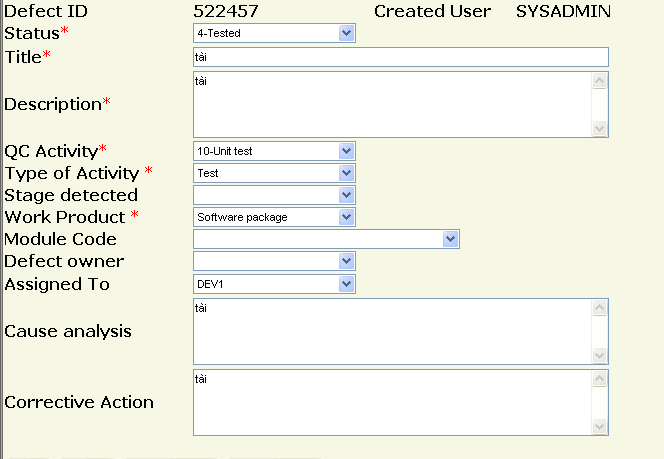 Defect ID 522457 Created User SYSADMIN
Status* 4-Tested
Title* tài
Description* tài
QC Activity* 10-Unit test
Type of Activity * Test
Stage detected
Work Product * Software package
Module Code
Defect owner
Assigned To DEV1
Cause analysis tài
Corrective Action tài